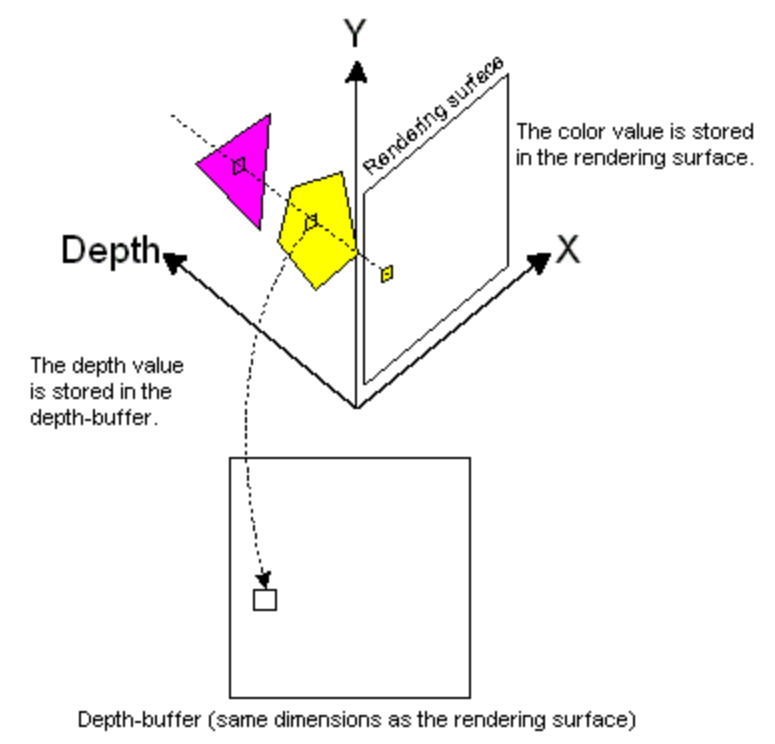 Y
Rendering surface
The color value is stored
in the rendering surface.
Depth
X
The depth value
is stored in the
depth-buffer.
Depth-buffer (same dimensions as the rendering surface)